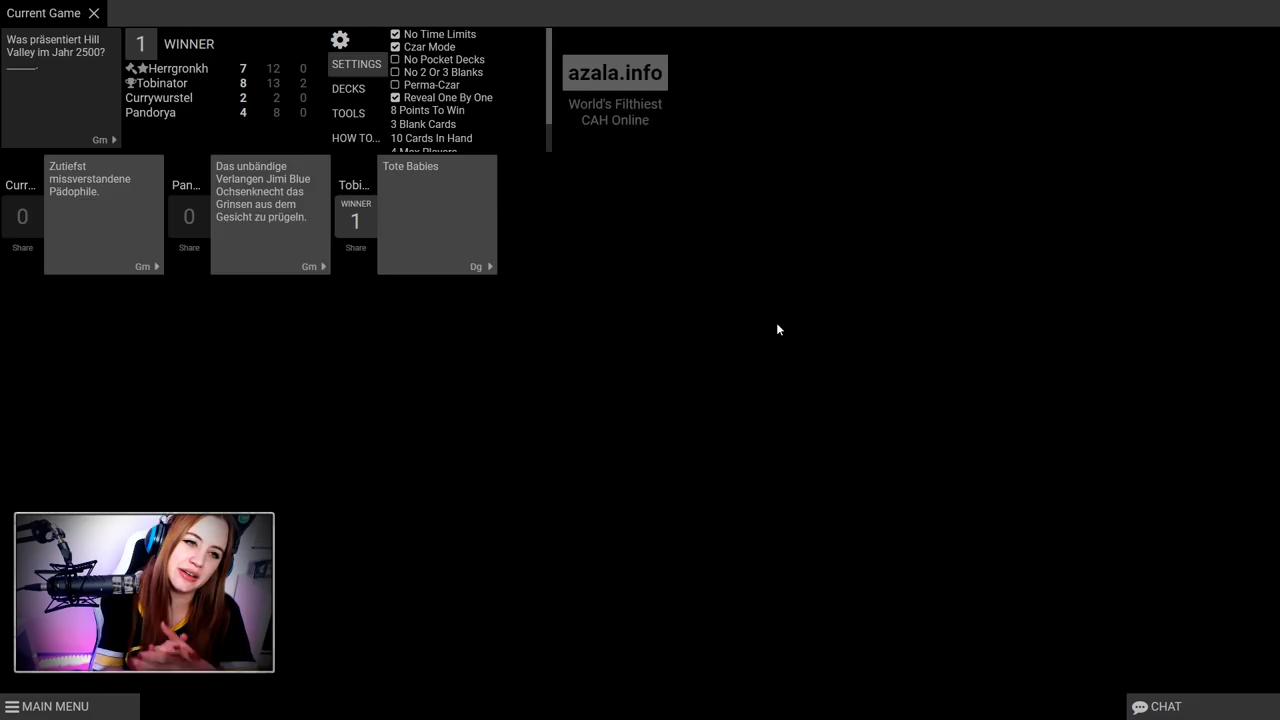 Current Game
Was präsentiert Hill
Valley im Jahr 2500?
______.
Gm
1 WINNER
Herrgronkh 7 12 0
Tobinator 8 13 2
Currywurstel 2 2 0
Pandorya 4 8 0
SETTINGS
DECKS
TOOLS
HOW TO...
No Time Limits
Czar Mode
No Pocket Decks
No 2 Or 3 Blanks
Perma-Czar
Reveal One By One
8 Points To Win
3 Blank Cards
10 Cards In Hand
4 Max Players
azala.info
World's Filthiest
CAH Online
Curr...
0
Share
Zutiefst
missverstandene
Pädophile.
Gm
Pan...
0
Share
Das unbändige
Verlangen Jimi Blue
Ochsenknecht das
Grinsen aus dem
Gesicht zu prügeln.
Gm
Tobi...
WINNER
1
Share
Tote Babies
Dg
MAIN MENU
CHAT